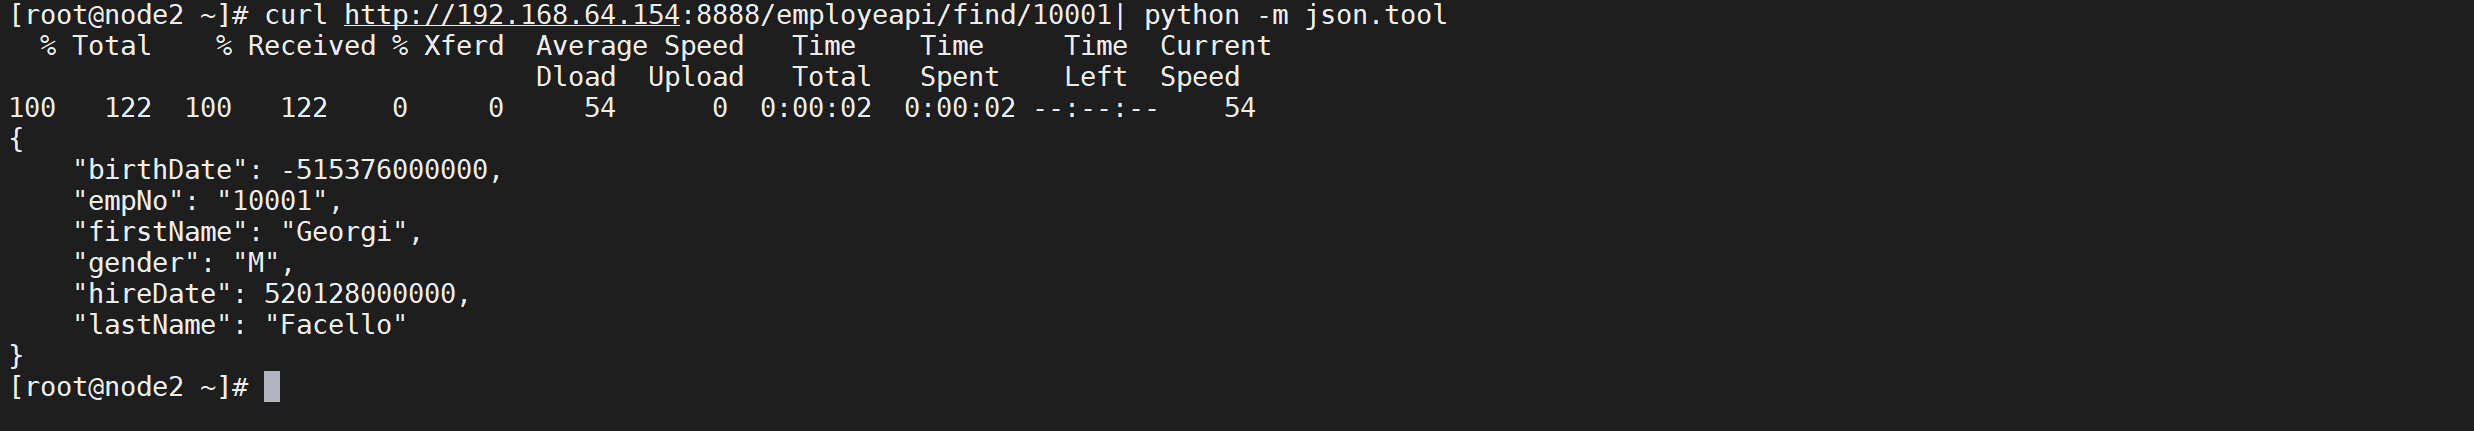 [root@node2 ~]# curl http://192.168.64.154:8888/employeapi/find/10001| python -m json.tool
  % Total    % Received % Xferd  Average Speed   Time    Time     Time  Current
                                 Dload  Upload   Total   Spent    Left  Speed
100   122  100   122    0     0     54      0  0:00:02  0:00:02 --:--:--    54
{
    "birthDate": -515376000000,
    "empNo": "10001",
    "firstName": "Georgi",
    "gender": "M",
    "hireDate": 520128000000,
    "lastName": "Facello"
}
[root@node2 ~]#